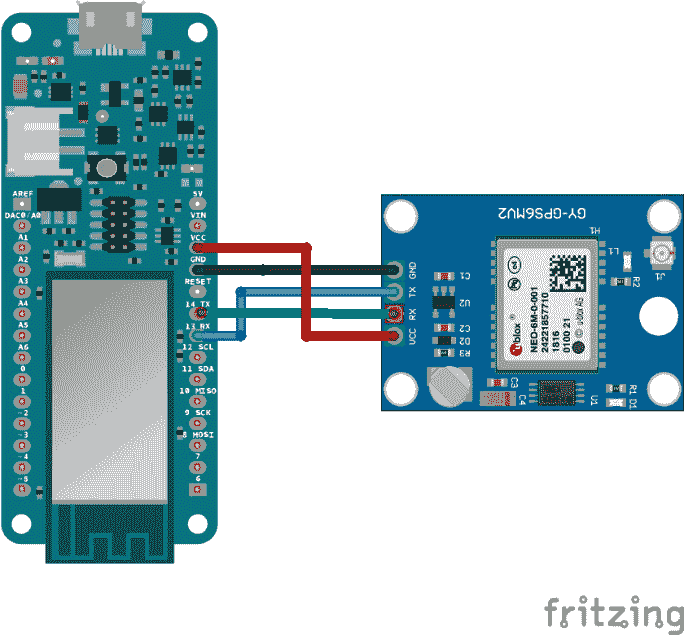 AREF
DAC0/A0
A1
A2
A3
A4
A5
A6
0
1
~2
~3
~4
~5
5V
VIN
VCC
GND
RESET
14 TX
13 RX
12 SCL
11 SDA
10 MISO
9 SCK
8 MOSI
7
6
GY-GPS6MV2
H1
GND
TX
RX
VCC
C1
U2
C2
D2
R3
C3
C4
U1
R1
D1
L1
R2
J1
ublox
NEO-6M-0-001
24221857710
1816
0100 21
u-blox AG
fritzing